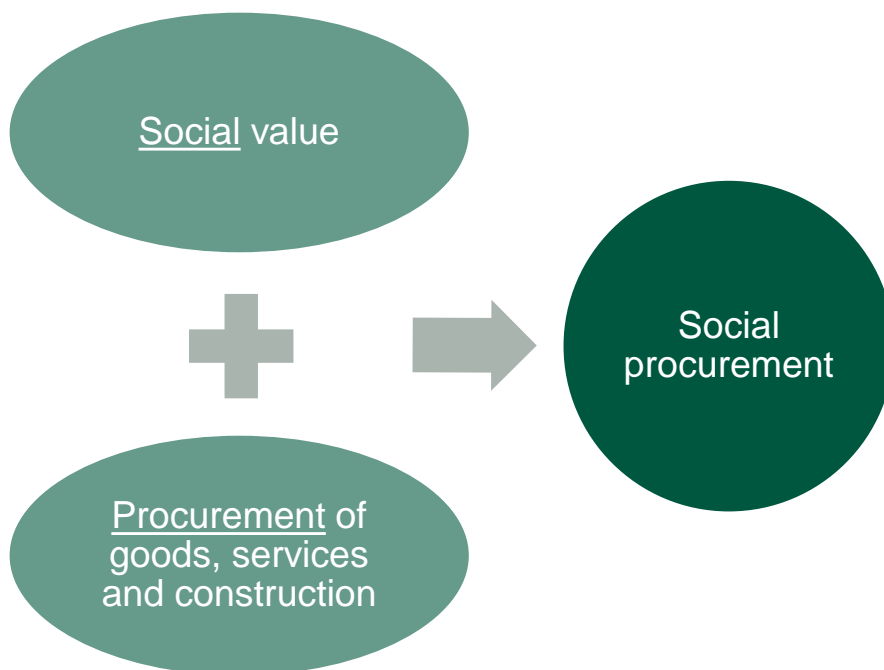 Social value
Social
procurement
Procurement of
goods, services
and construction